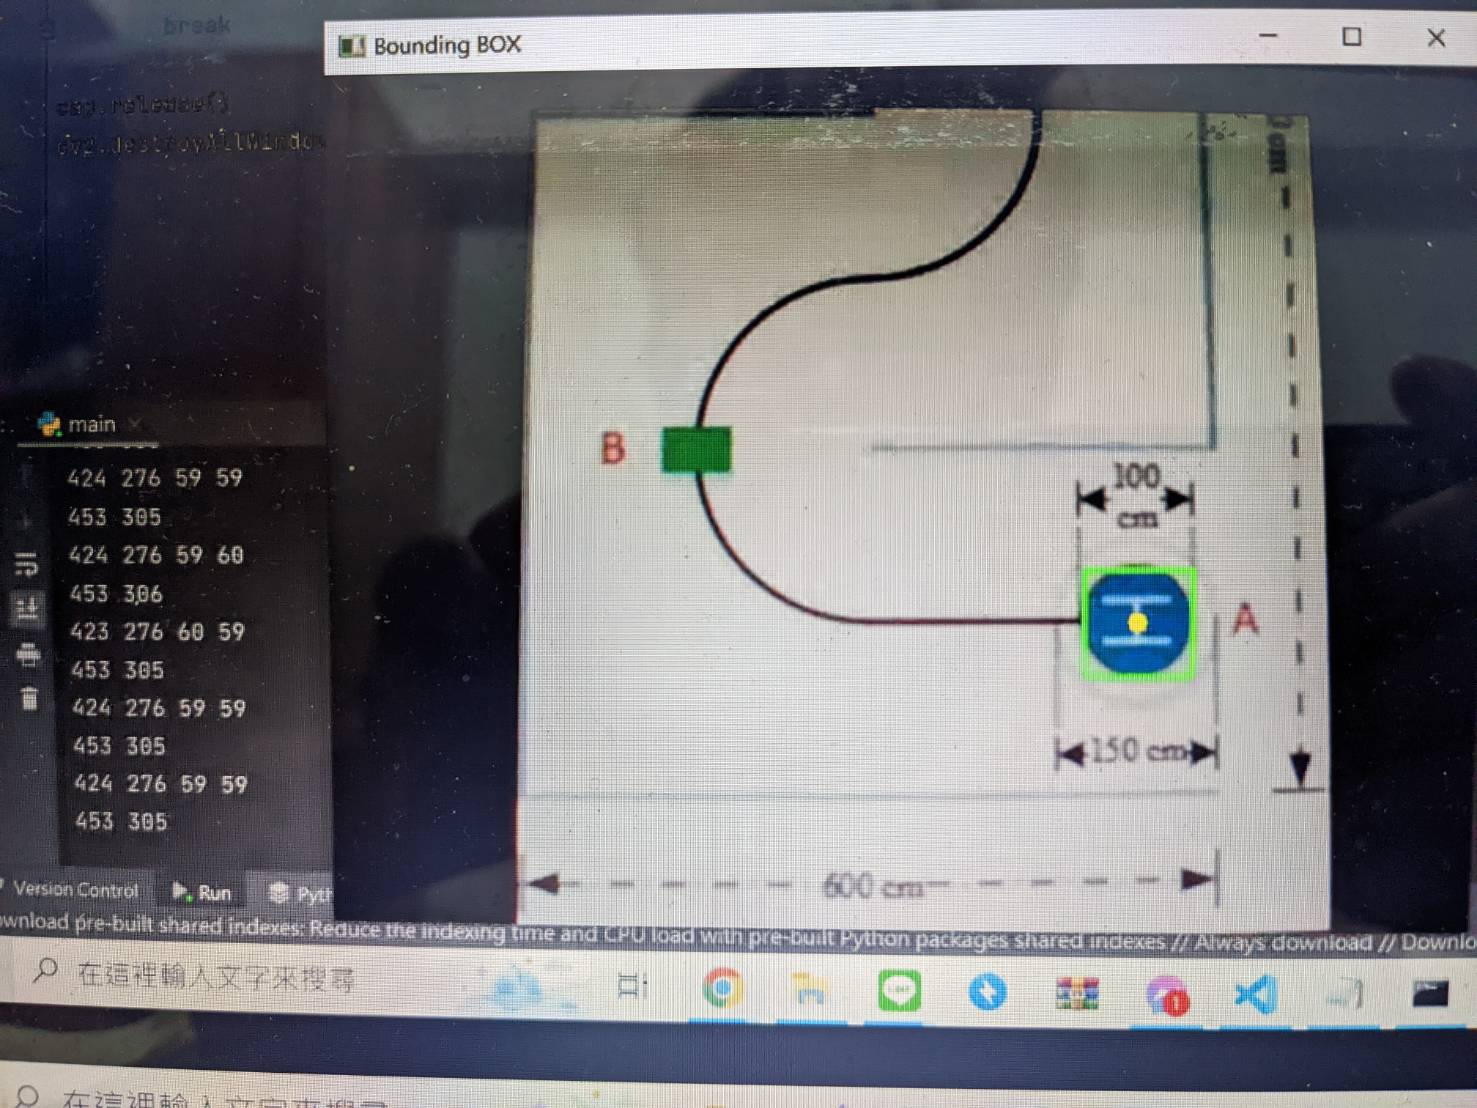 break
cap.release()
cv2.destroyAllWindow
Bounding BOX
cm
B
100
cm
A
150 cm
600 cm
main
424 276 59 59
453 305
424 276 59 60
453 306
423 276 60 59
453 305
424 276 59 59
453 305
424 276 59 59
453 305
Version Control
Run
Pyth
ownload pre-built shared indexes: Reduce the indexing time and CPU load with pre-built Python packages shared indexes // Always download // Downlo
在這裡輸入文字來搜尋
在這裡輸入文字來搜尋